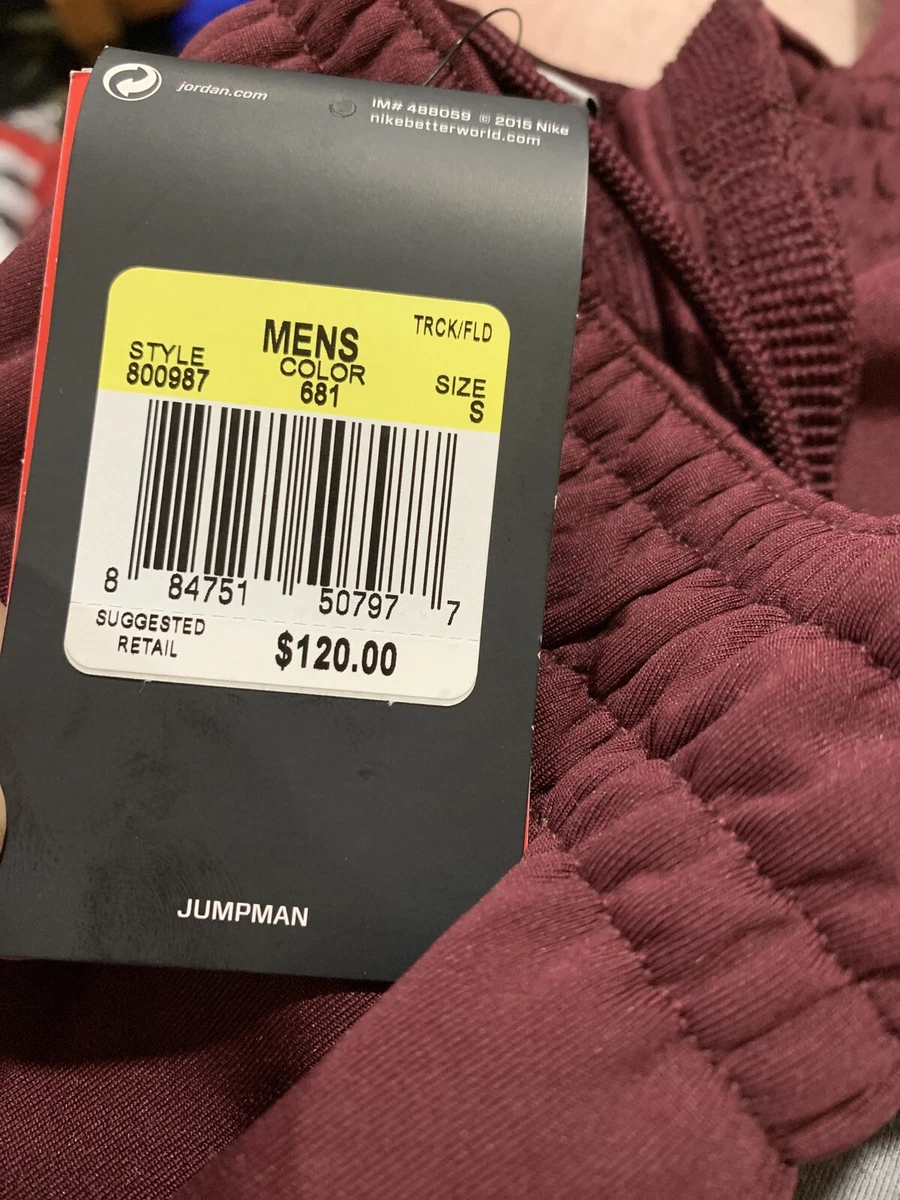 jordan.com
IM# 488059 © 2015 Nike
nikebetterworld.com
TRCK/FLD
MENS
STYLE
800987
COLOR
681
SIZE
S
8 84751 50797 7
SUGGESTED
RETAIL
$120.00
JUMPMAN